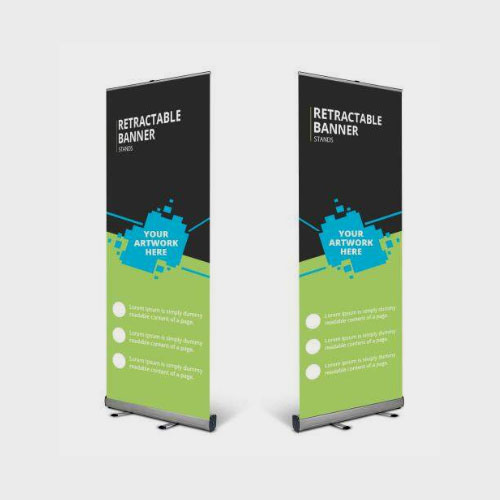 RETRACTABLE
BANNER
STANDS
YOUR
ARTWORK
HERE
Lorem Ipsum is simply dummy
readable content of a page.
Lorem Ipsum is simply dummy
readable content of a page.
Lorem Ipsum is simply dummy
readable content of a page.
RETRACTABLE
BANNER
STANDS
YOUR
ARTWORK
HERE
Lorem Ipsum is simply dummy
readable content of a page.
Lorem Ipsum is simply dummy
readable content of a page.
Lorem Ipsum is simply dummy
readable content of a page.